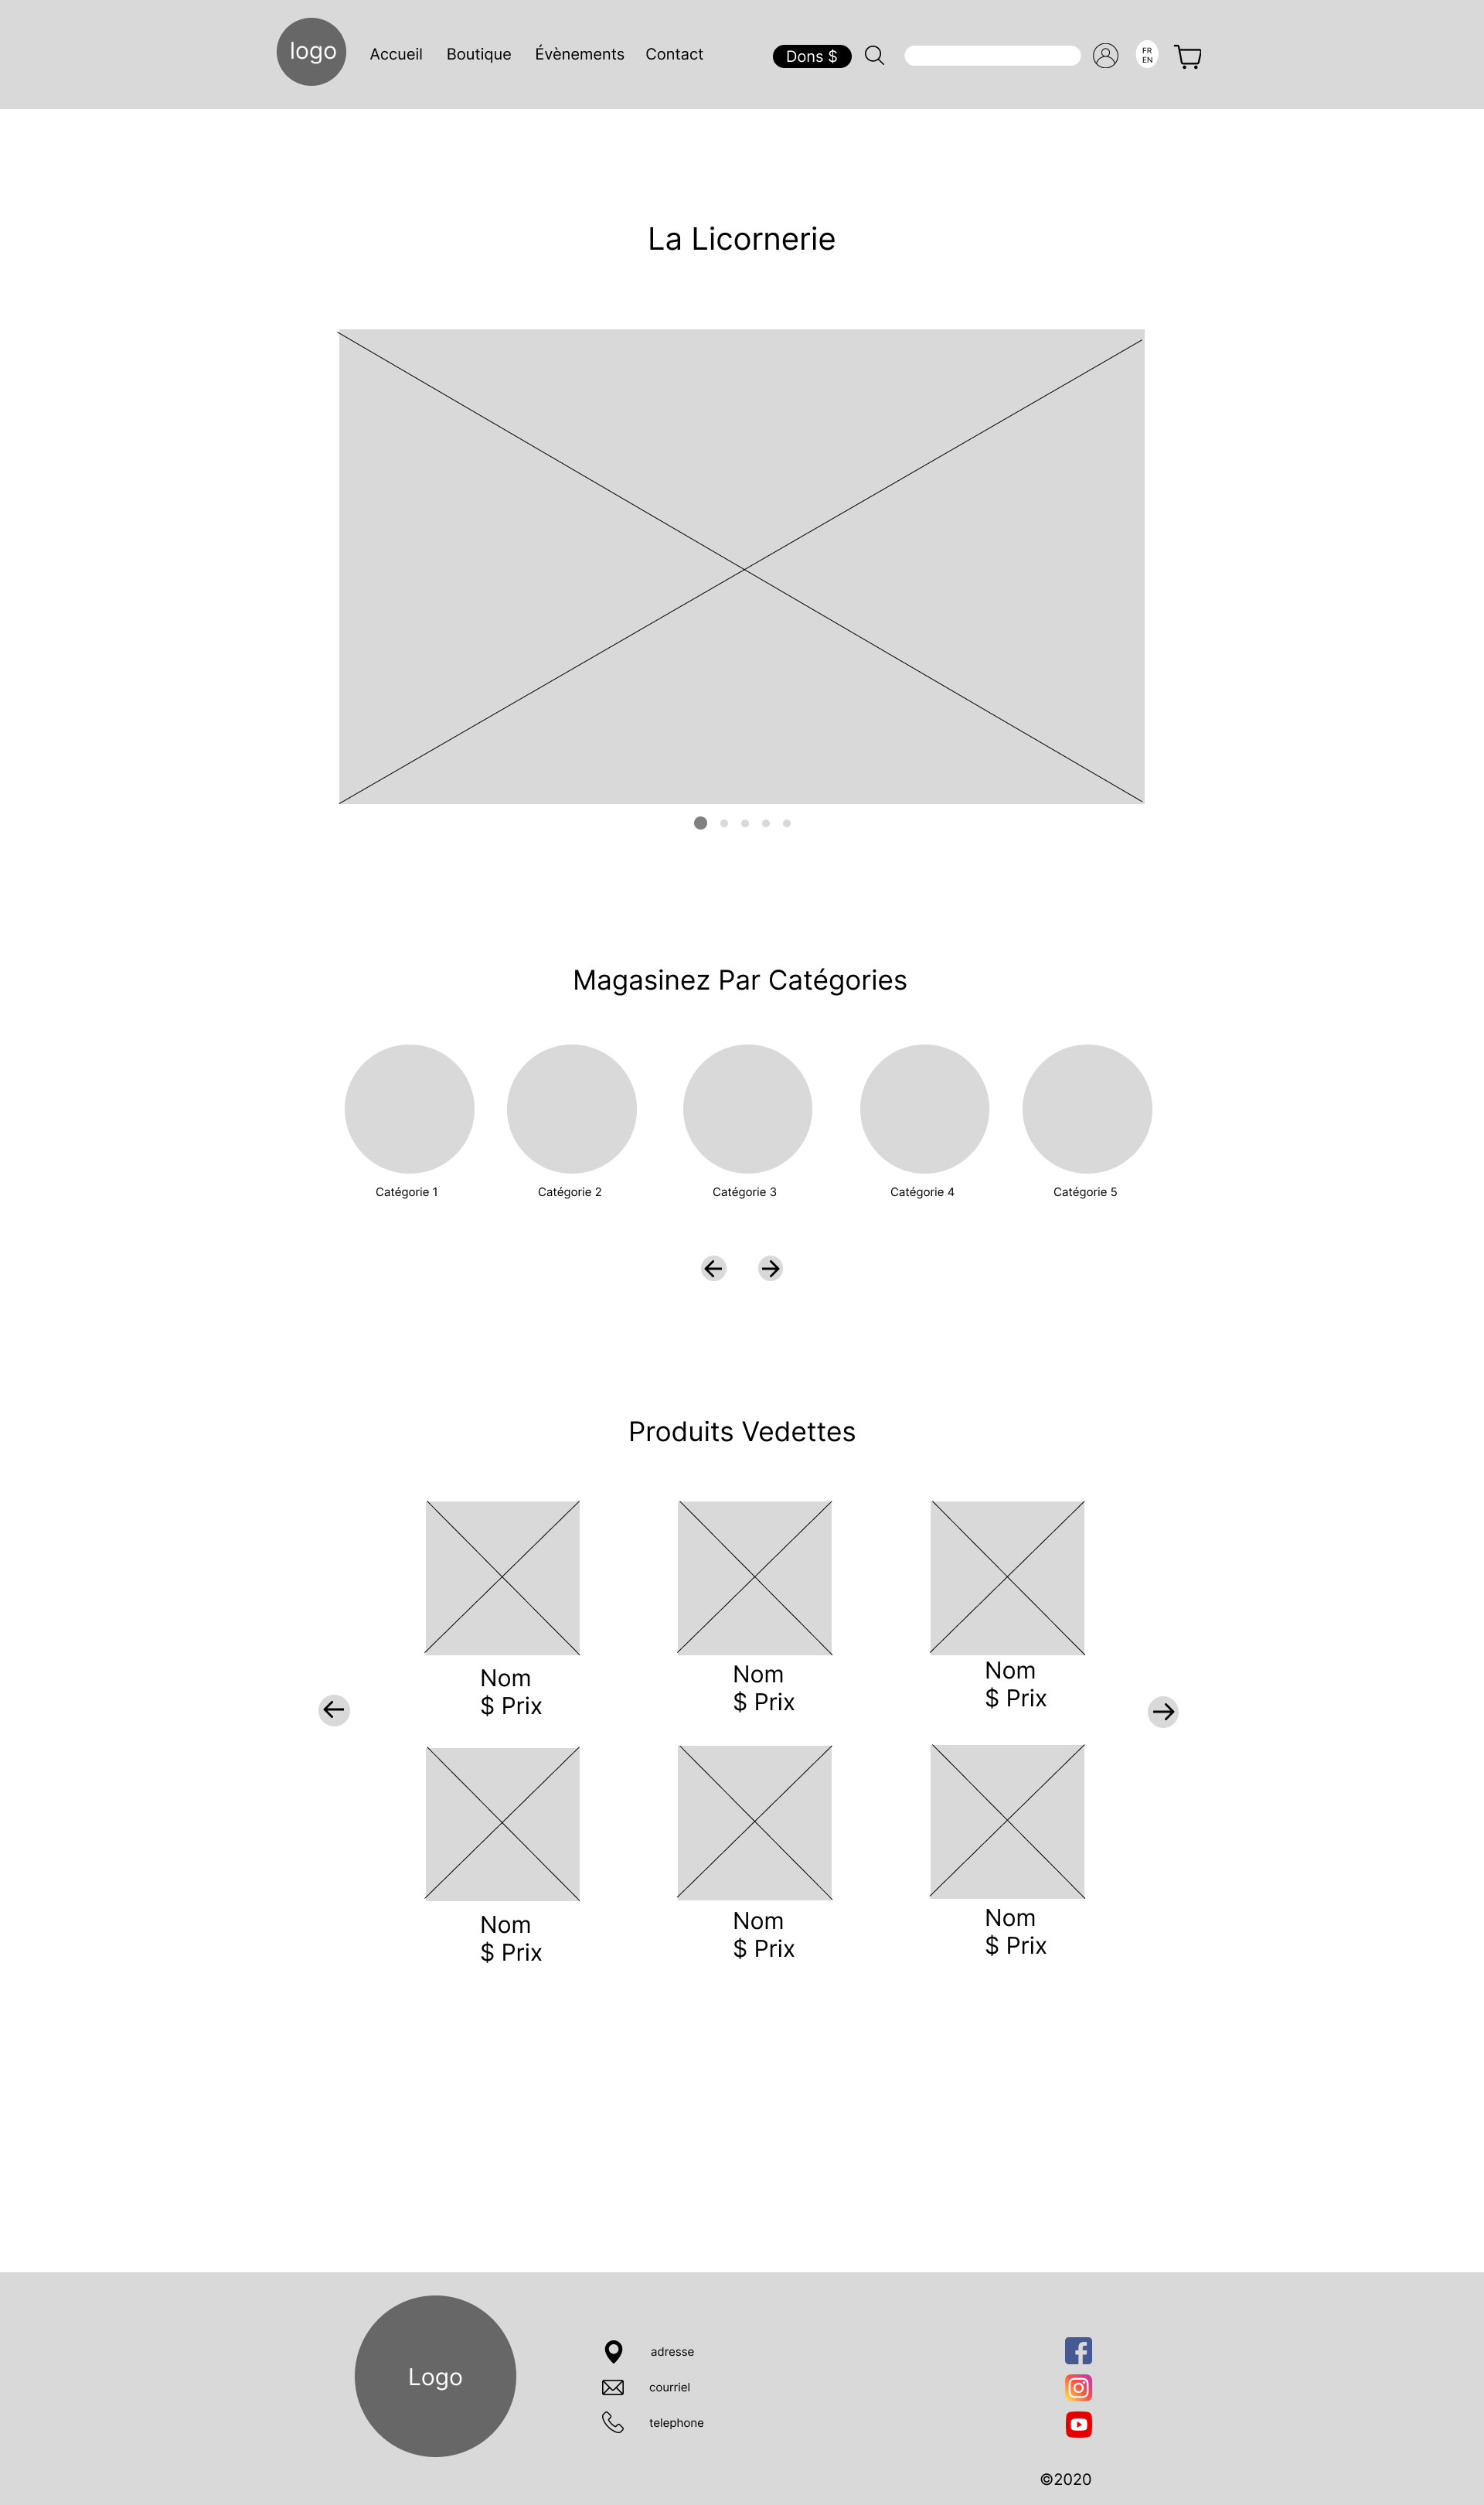 logo
Accueil
Boutique
Évènements
Contact
Dons $
FR
EN
La Licornerie
Magasinez Par Catégories
Catégorie 1
Catégorie 2
Catégorie 3
Catégorie 4
Catégorie 5
Produits Vedettes
Nom
$ Prix
Nom
$ Prix
Nom
$ Prix
Nom
$ Prix
Nom
$ Prix
Nom
$ Prix
Logo
adresse
courriel
telephone
©2020